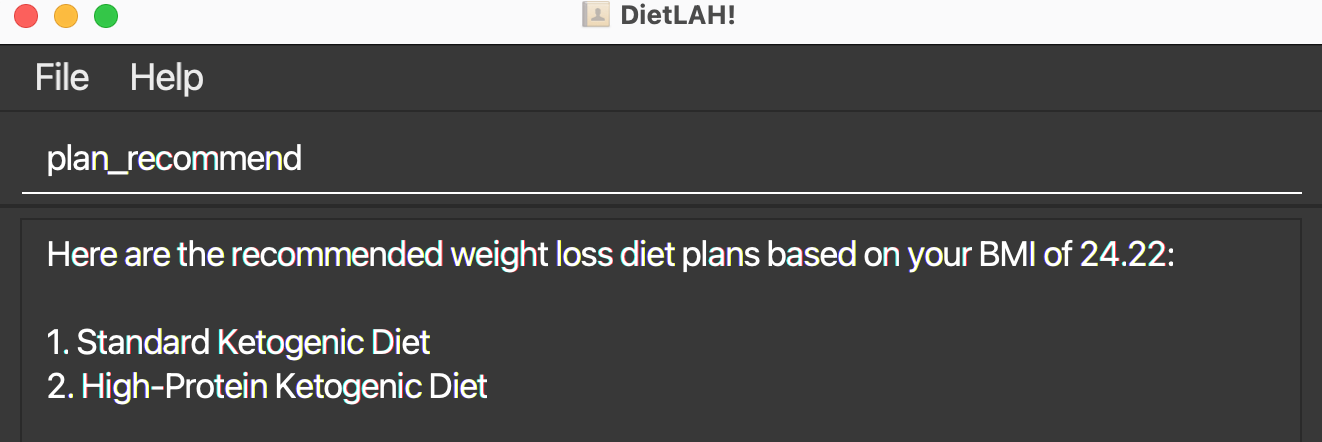 DietLAH!
File Help
plan_recommend
Here are the recommended weight loss diet plans based on your BMI of 24.22:
1. Standard Ketogenic Diet
2. High-Protein Ketogenic Diet